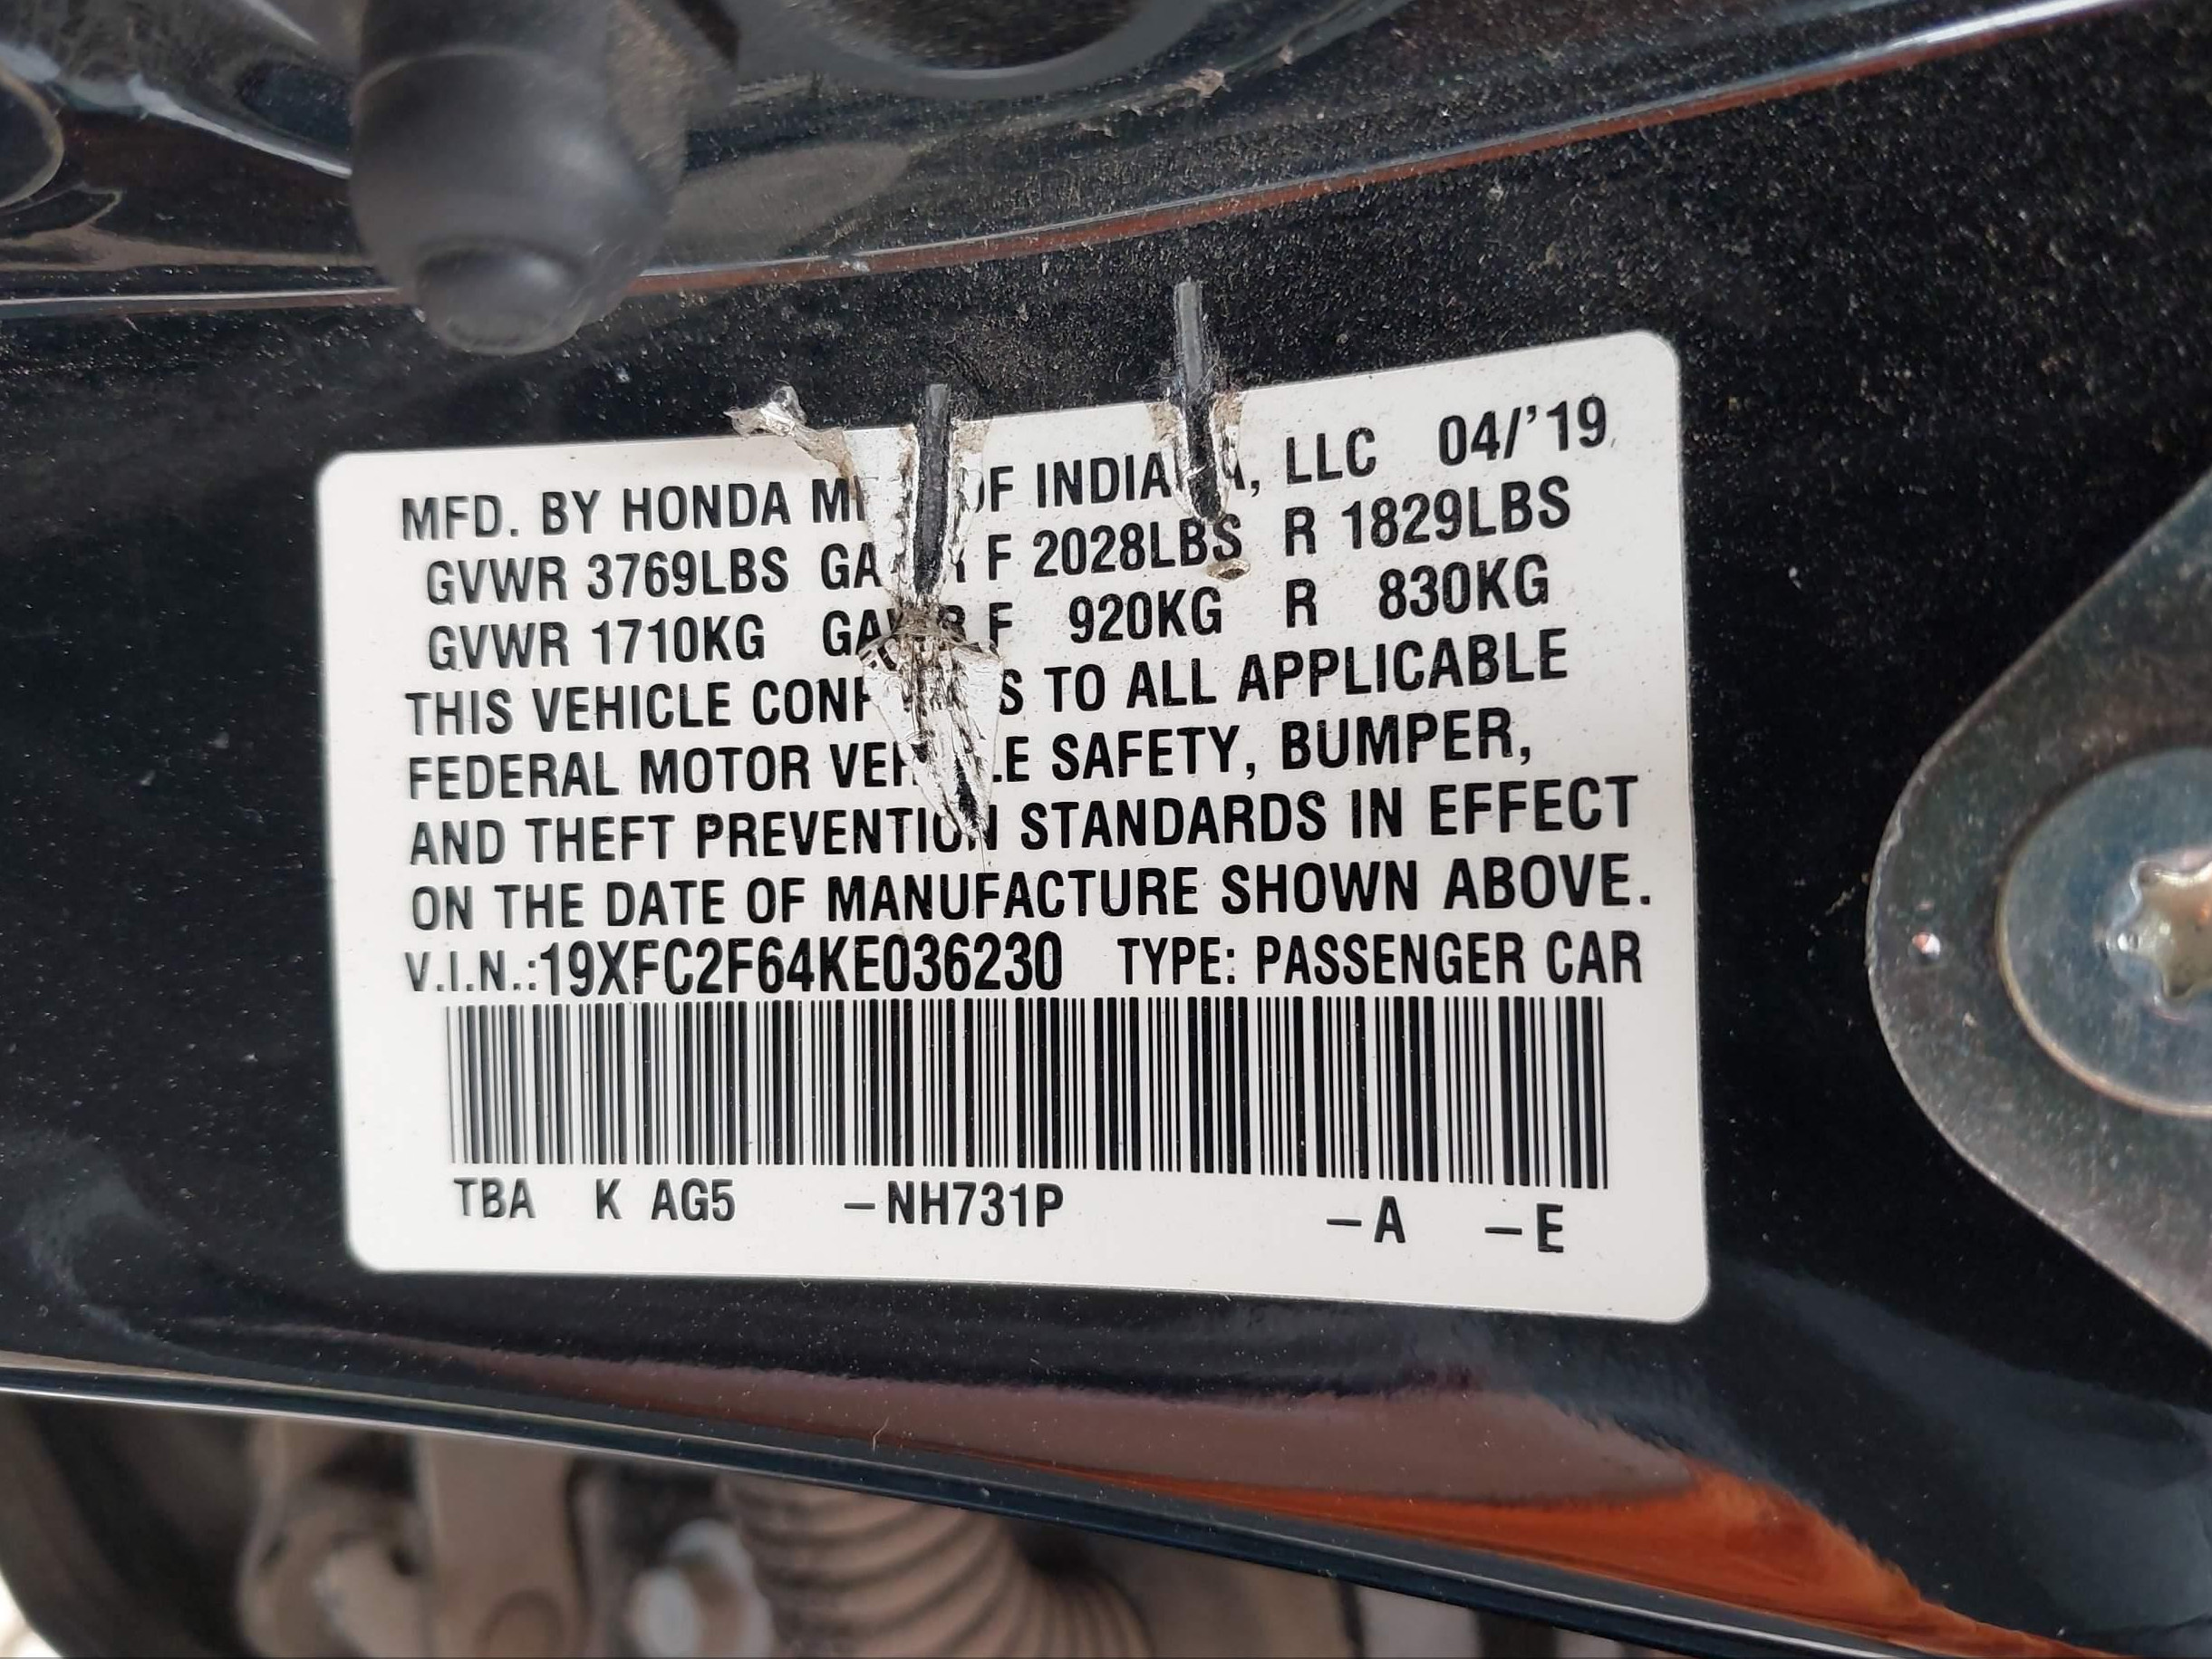 MFD. BY HONDA OF LLC 04/'19
GVWR 3769LBS F 2028LBS R 1829LBS
GVWR 1710KG F 920KG R 830KG
THIS VEHICLE TO ALL APPLICABLE
FEDERAL MOTOR SAFETY, BUMPER,
AND THEFT PREVENTION STANDARDS IN EFFECT
ON THE DATE OF MANUFACTURE SHOWN ABOVE.
V.I.N.:19XFC2F64KE036230 TYPE: PASSENGER CAR
TBA K AG5 –NH731P –A –E